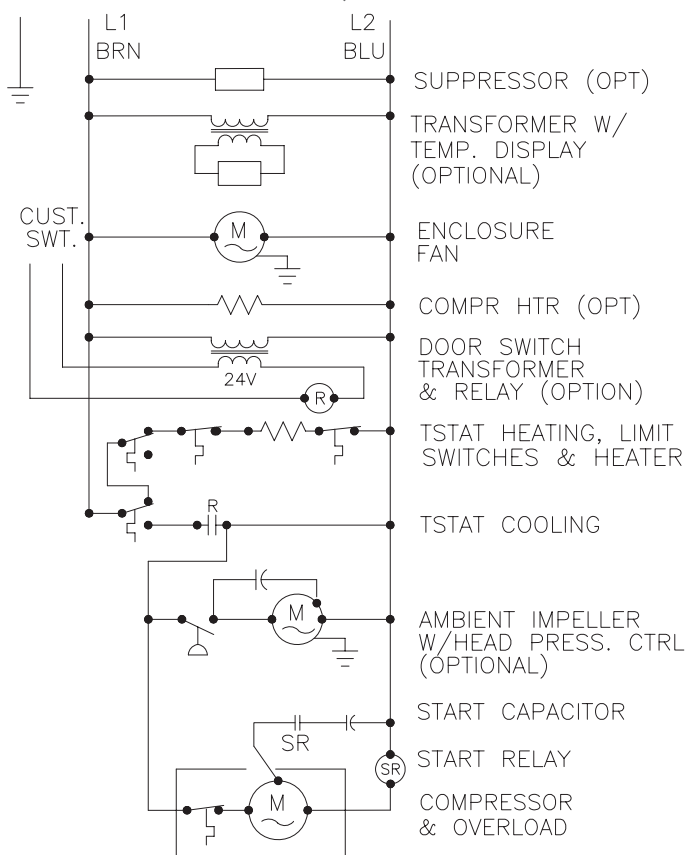 L1
L2
BRN
BLU
SUPPRESSOR (OPT)
TRANSFORMER W/
TEMP. DISPLAY
(OPTIONAL)
CUST.
SWT.
M
ENCLOSURE
FAN
COMPR HTR (OPT)
24V
R
DOOR SWITCH
TRANSFORMER
& RELAY (OPTION)
TSTAT HEATING, LIMIT
SWITCHES & HEATER
R
TSTAT COOLING
M
AMBIENT IMPELLER
W/HEAD PRESS. CTRL
(OPTIONAL)
START CAPACITOR
SR
SR
START RELAY
M
COMPRESSOR
& OVERLOAD